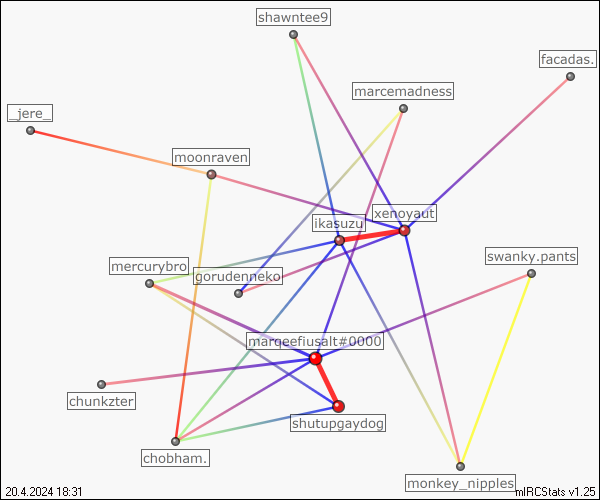 shawntee9
facadas.
marcemadness
_jere_
moonraven
xenoyaut
ikasuzu
swanky.pants
mercurybro
gorudenneko
marqeefiusalt#0000
chunkzter
shutupgaydog
chobham.
monkey_nipples
20.4.2024 18:31
mIRCStats v1.25